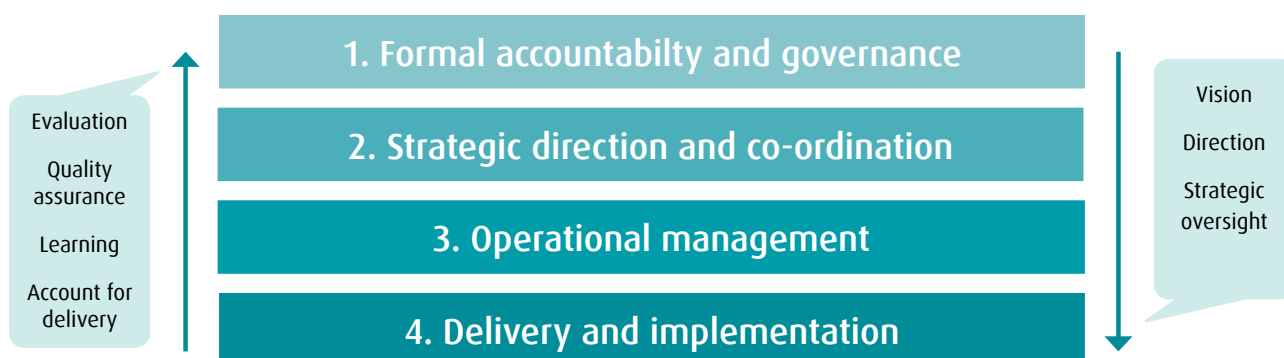 1. Formal accountabilty and governance
2. Strategic direction and co-ordination
3. Operational management
4. Delivery and implementation
Evaluation
Quality
assurance
Learning
Account for
delivery
Vision
Direction
Strategic
oversight